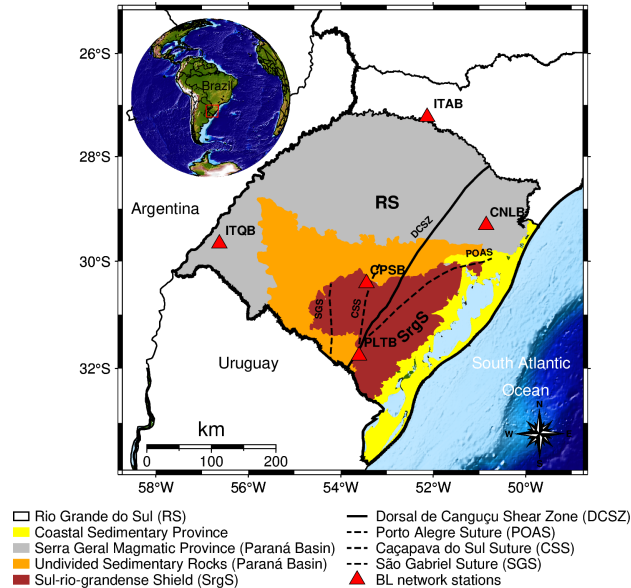 26°S
28°S
30°S
32°S
58°W
56°W
54°W
52°W
50°W
Brazil
Argentina
Uruguay
South Atlantic
Ocean
ITAB
RS
CNLB
ITQB
DCSZ
POAS
CPSB
SGS
CSS
SrgS
PLTB
N
W
E
S
km
0 100 200
Rio Grande do Sul (RS)
Coastal Sedimentary Province
Serra Geral Magmatic Province (Paraná Basin)
Undivided Sedimentary Rocks (Paraná Basin)
Sul-rio-grandense Shield (SrgS)
Dorsal de Canguçu Shear Zone (DCSZ)
Porto Alegre Suture (POAS)
Caçapava do Sul Suture (CSS)
São Gabriel Suture (SGS)
BL network stations